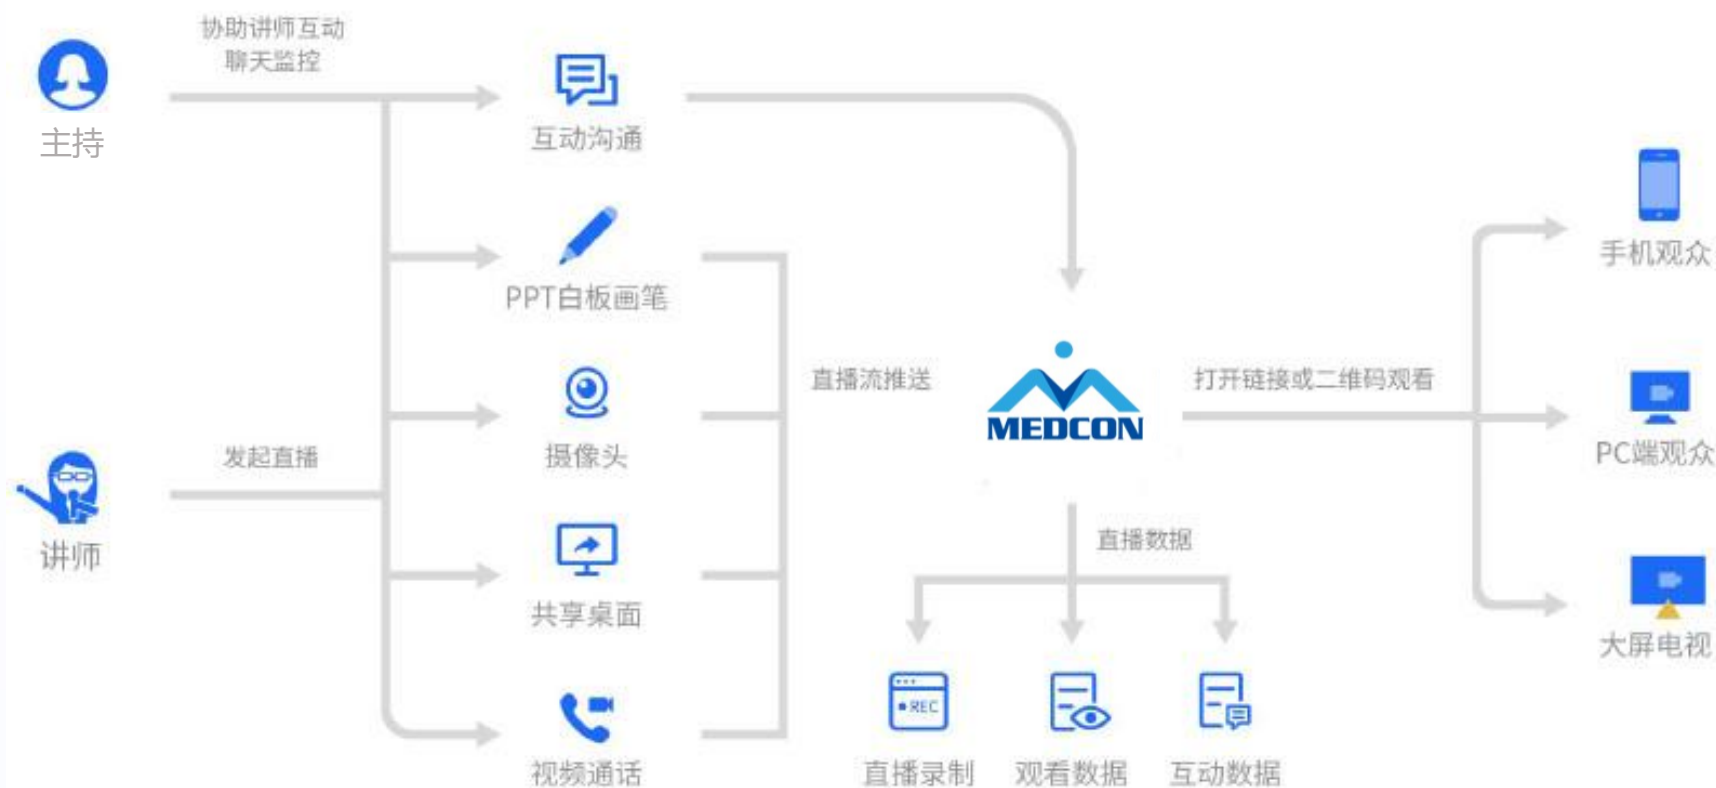 协助讲师互动
聊天监控
主持
互动沟通
PPT白板画笔
手机观众
直播流推送
MEDCON
打开链接或二维码观看
发起直播
摄像头
PC端观众
讲师
直播数据
共享桌面
大屏电视
REC
视频通话
直播录制
观看数据
互动数据